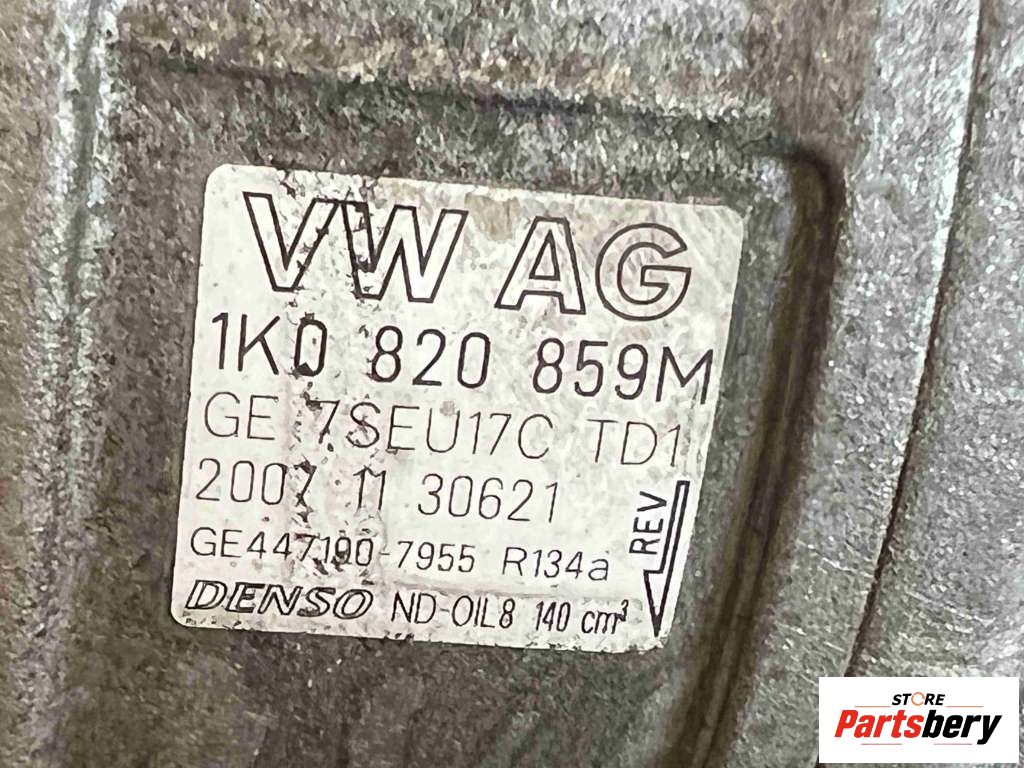 VW AG
1K0 820 859M
GE 7SEU17C TD1
2007 11 30621
REV
GE447190-7955 R134a
DENSO ND-OIL8 140 cm³
STORE
Partsbery